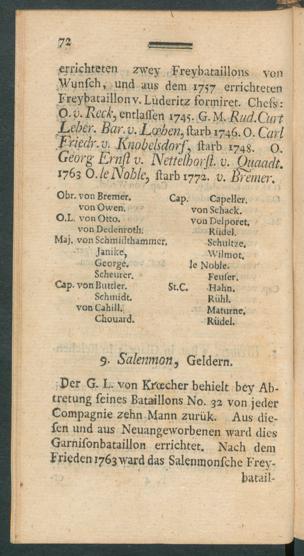 72
errichteten zwey Freybataillons von
Wunsch, und aus dem 1757 errichteten
Freybataillon v. Lüderitz formiret. Chefs:
O. v. Reck, entlassen 1745. G. M. Rud. Curt
Leber. Bar. v. Loehen, starb 1746. O. Carl
Friedr. v. Knobelsdorf, starb 1748. O.
Georg Ernst v. Nettelhorst. v. Quaadt.
1763 O. le Noble, starb 1772. v. Bremer.
Obr. von Bremer. Cap. Capeller.
von Owen. von Schack.
O.L. von Otto. von Delporet.
von Dedenroth. Rüdel.
Maj. von Schmidthammer. Schultze.
Janike. Wilmot.
George. le Noble.
Scheurer. Feuser.
Cap. von Buttler. St.C. Hahn.
Schmidt. Rühl.
von Cahill. Maturne.
Chouard. Rüdel.
9. Salenmon, Geldern.
Der G. L. von Kroecher behielt bey Ab-
tretung seines Bataillons No. 32 von jeder
Compagnie zehn Mann zurük. Aus die-
sen und aus Neuangeworbenen ward dies
Garnisonbataillon errichtet. Nach dem
Frieden 1763 ward das Salenmonsche Frey-
batail-